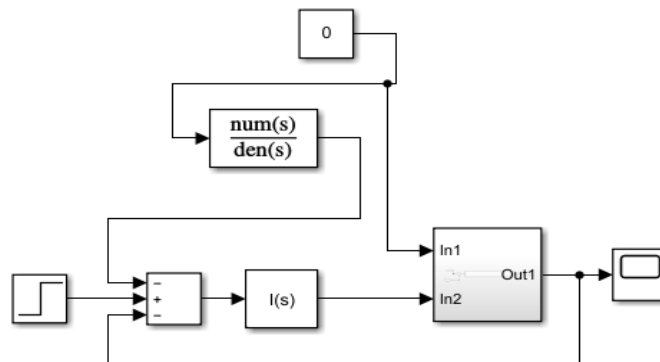 0
num(s)
den(s)
In1
Out1
In2
−
+
−
I(s)